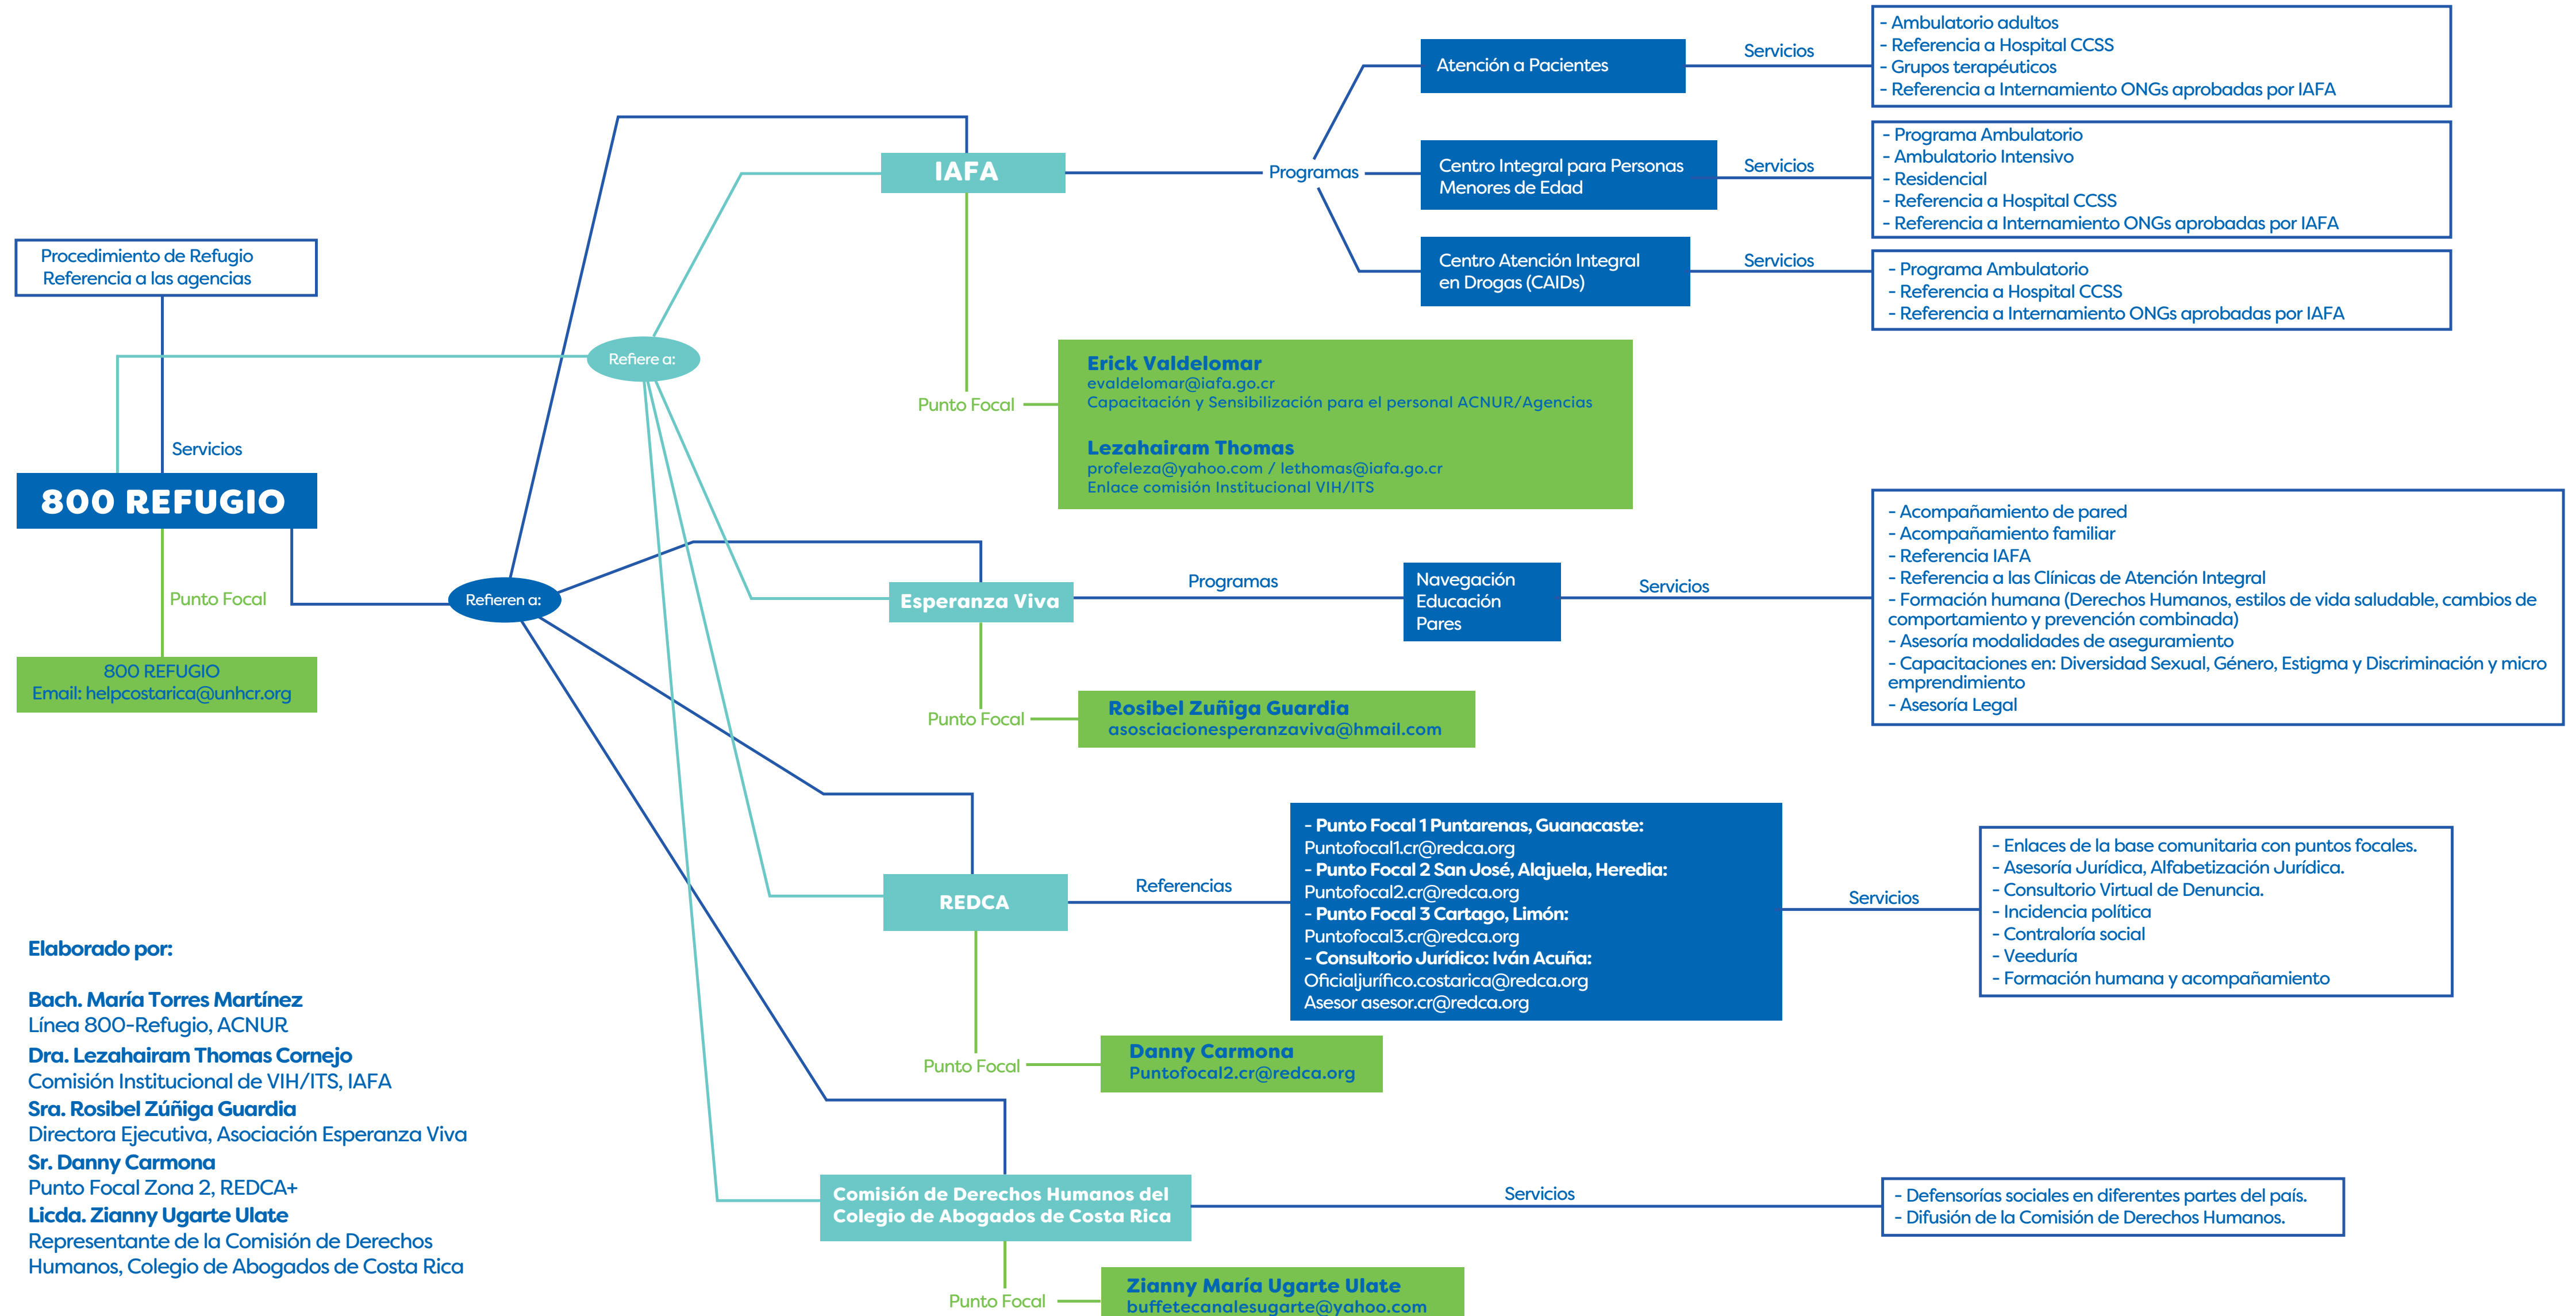 Procedimiento de Refugio
Referencia a las agencias
Servicios
800 REFUGIO
Punto Focal
800 REFUGIO
Email: helpcostarica@unhcr.org
Refiere a:
Refieren a:
IAFA
Programas
Atención a Pacientes
Servicios
- Ambulatorio adultos
- Referencia a Hospital CCSS
- Grupos terapéuticos
- Referencia a Internamiento ONGs aprobadas por IAFA
Centro Integral para Personas
Menores de Edad
Servicios
- Programa Ambulatorio
- Ambulatorio Intensivo
- Residencial
- Referencia a Hospital CCSS
- Referencia a Internamiento ONGs aprobadas por IAFA
Centro Atención Integral
en Drogas (CAIDs)
Servicios
- Programa Ambulatorio
- Referencia a Hospital CCSS
- Referencia a Internamiento ONGs aprobadas por IAFA
Punto Focal
Erick Valdelomar
evaldelomar@iafa.go.cr
Capacitación y Sensibilización para el personal ACNUR/Agencias
Lezahairam Thomas
profeleza@yahoo.com / lethomas@iafa.go.cr
Enlace comisión Institucional VIH/ITS
Esperanza Viva
Programas
Navegación
Educación
Pares
Servicios
- Acompañamiento de pared
- Acompañamiento familiar
- Referencia IAFA
- Referencia a las Clínicas de Atención Integral
- Formación humana (Derechos Humanos, estilos de vida saludable, cambios de
comportamiento y prevención combinada)
- Asesoría modalidades de aseguramiento
- Capacitaciones en: Diversidad Sexual, Género, Estigma y Discriminación y micro
emprendimiento
- Asesoría Legal
Punto Focal
Rosibel Zuñiga Guardia
asosciacionesperanzaviva@hmail.com
REDCA
Referencias
- Punto Focal 1 Puntarenas, Guanacaste:
Puntofocal1.cr@redca.org
- Punto Focal 2 San José, Alajuela, Heredia:
Puntofocal2.cr@redca.org
- Punto Focal 3 Cartago, Limón:
Puntofocal3.cr@redca.org
- Consultorio Jurídico: Iván Acuña:
Oficialjurífico.costarica@redca.org
Asesor asesor.cr@redca.org
Servicios
- Enlaces de la base comunitaria con puntos focales.
- Asesoría Jurídica, Alfabetización Jurídica.
- Consultorio Virtual de Denuncia.
- Incidencia política
- Contraloría social
- Veeduría
- Formación humana y acompañamiento
Punto Focal
Danny Carmona
Puntofocal2.cr@redca.org
Comisión de Derechos Humanos del
Colegio de Abogados de Costa Rica
Servicios
- Defensorías sociales en diferentes partes del país.
- Difusión de la Comisión de Derechos Humanos.
Punto Focal
Zianny María Ugarte Ulate
buffetecanalesugarte@yahoo.com
Elaborado por:
Bach. María Torres Martínez
Línea 800-Refugio, ACNUR
Dra. Lezahairam Thomas Cornejo
Comisión Institucional de VIH/ITS, IAFA
Sra. Rosibel Zúñiga Guardia
Directora Ejecutiva, Asociación Esperanza Viva
Sr. Danny Carmona
Punto Focal Zona 2, REDCA+
Licda. Zianny Ugarte Ulate
Representante de la Comisión de Derechos
Humanos, Colegio de Abogados de Costa Rica